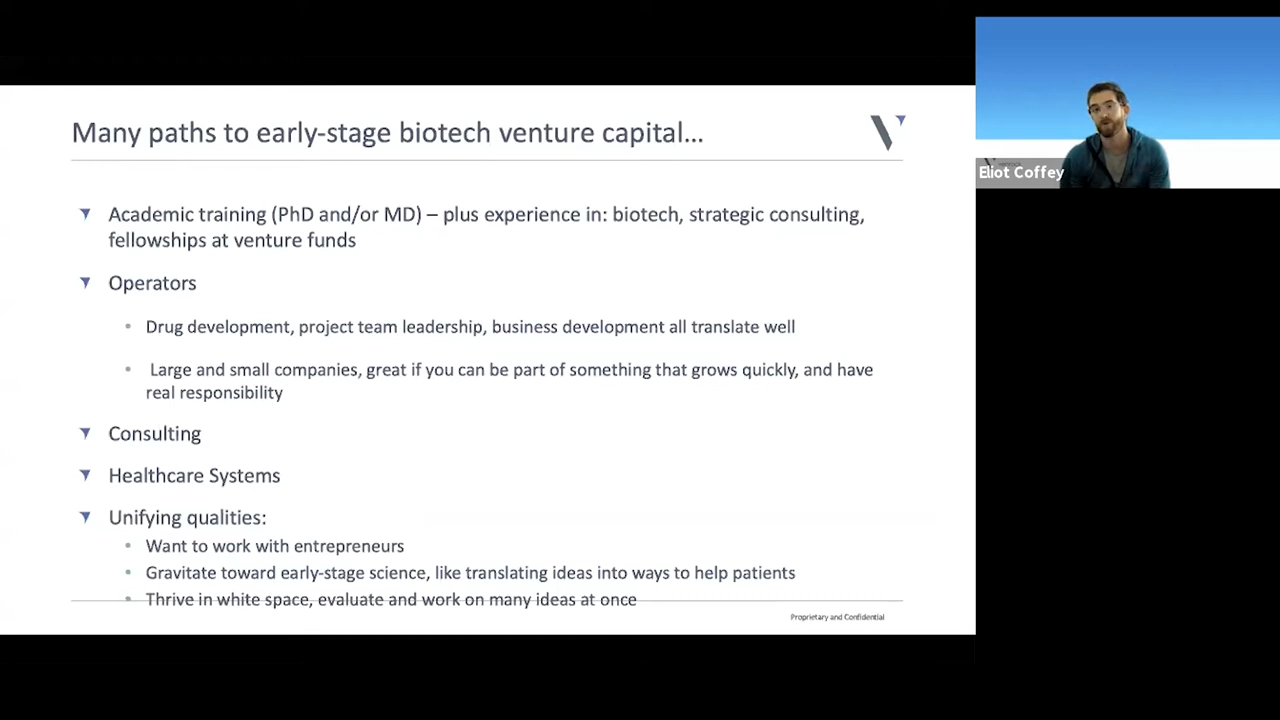 Many paths to early-stage biotech venture capital...
Academic training (PhD and/or MD) – plus experience in: biotech, strategic consulting,
fellowships at venture funds
Operators
Drug development, project team leadership, business development all translate well
Large and small companies, great if you can be part of something that grows quickly, and have
real responsibility
Consulting
Healthcare Systems
Unifying qualities:
Want to work with entrepreneurs
Gravitate toward early-stage science, like translating ideas into ways to help patients
Thrive in white space, evaluate and work on many ideas at once
Proprietary and Confidential
Eliot Coffey